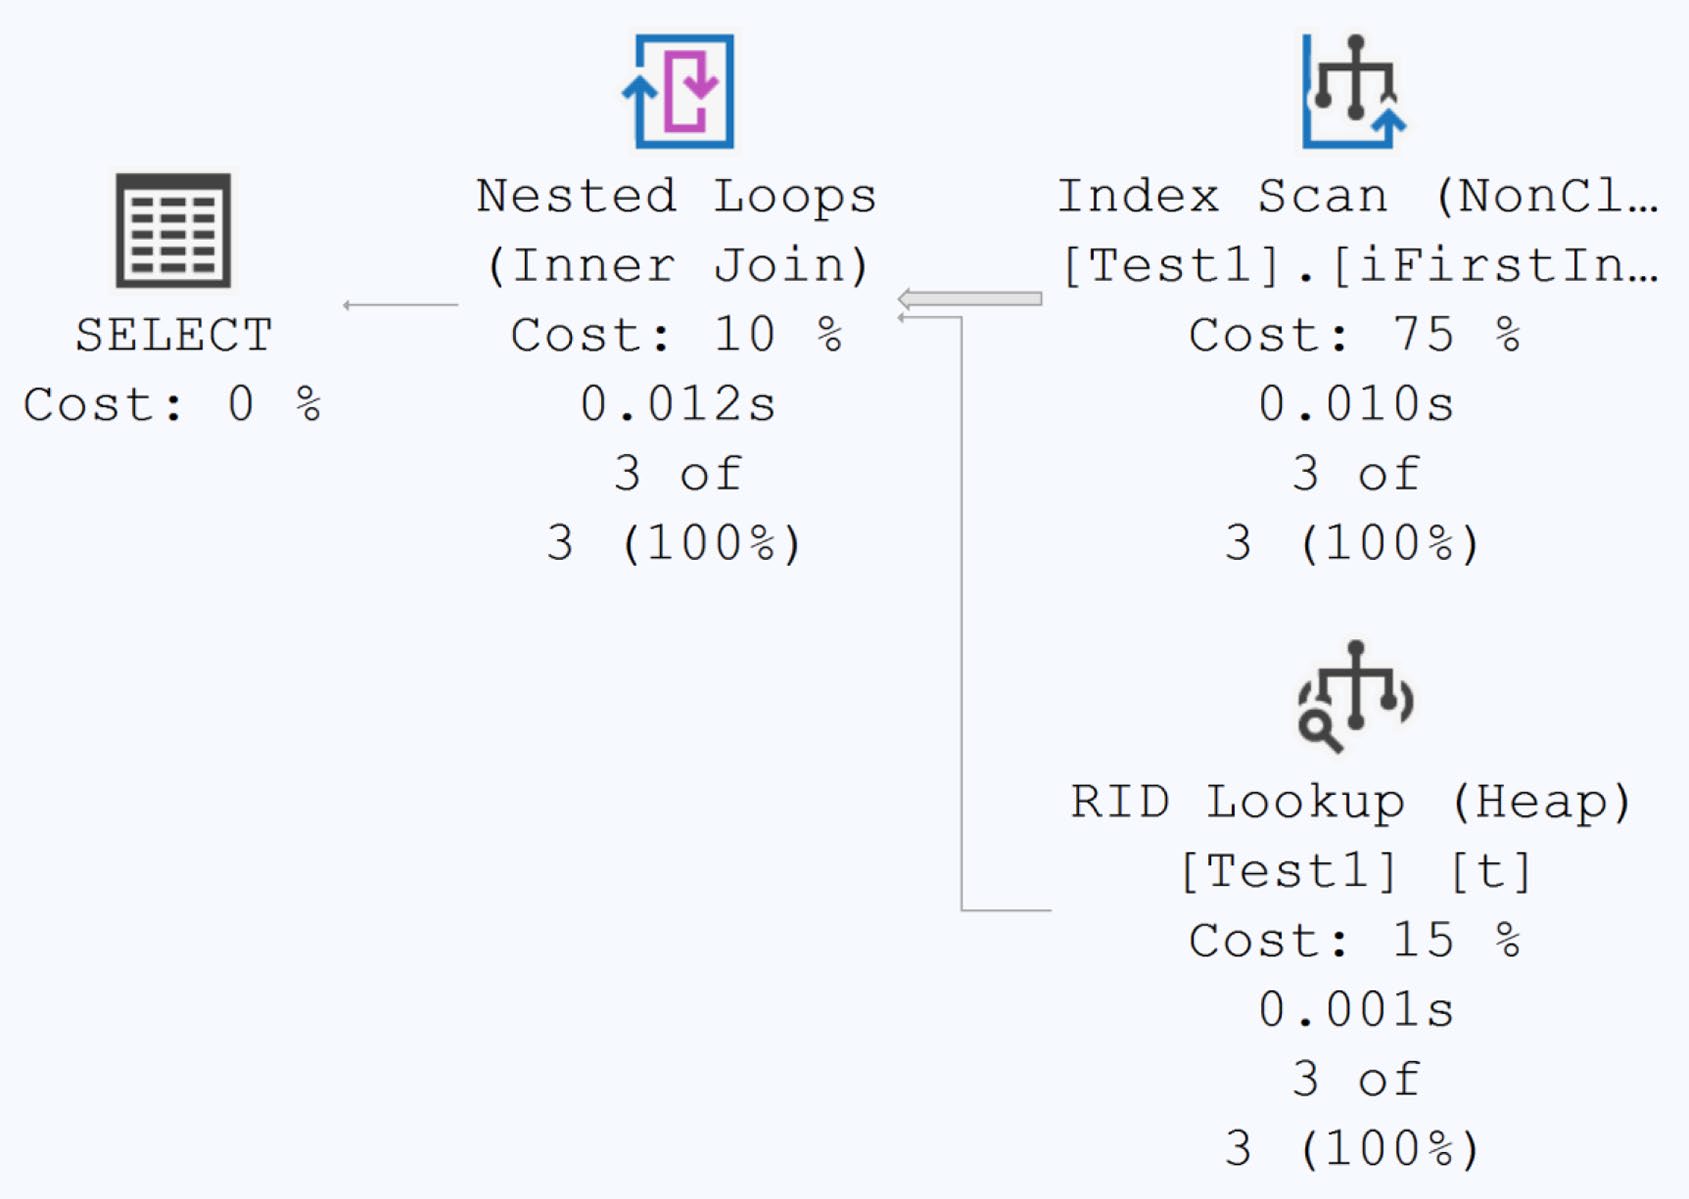 SELECT
Cost: 0 %
Nested Loops
(Inner Join)
Cost: 10 %
0.012s
3 of
3 (100%)
Index Scan (NonCl…
[Test1].[iFirstIn…
Cost: 75 %
0.010s
3 of
3 (100%)
RID Lookup (Heap)
[Test1] [t]
Cost: 15 %
0.001s
3 of
3 (100%)